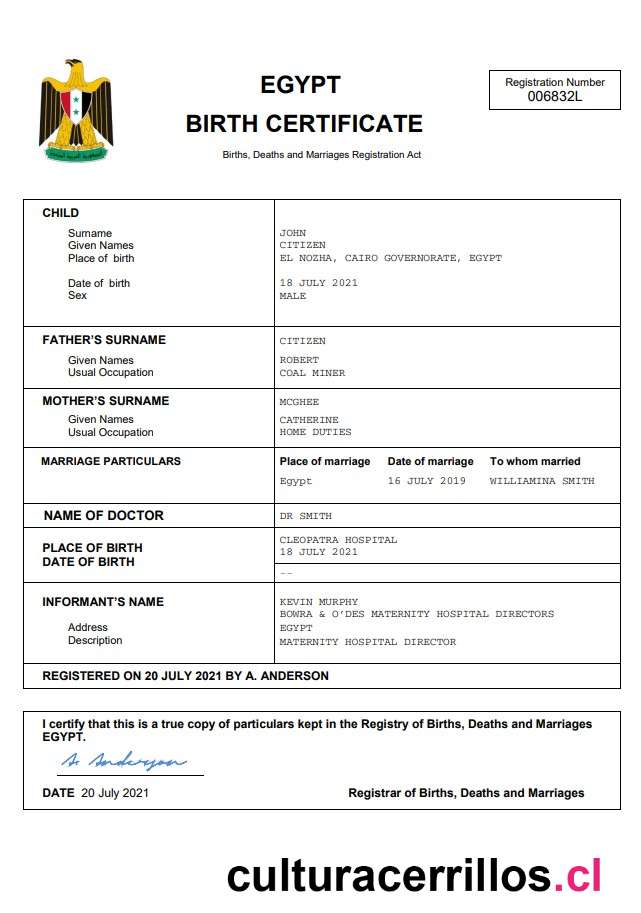 EGYPT
BIRTH CERTIFICATE
Births, Deaths and Marriages Registration Act
Registration Number
006832L
CHILD
Surname JOHN
Given Names CITIZEN
Place of birth EL NOZHA, CAIRO GOVERNORATE, EGYPT
Date of birth 18 JULY 2021
Sex MALE
FATHER'S SURNAME CITIZEN
Given Names ROBERT
Usual Occupation COAL MINER
MOTHER'S SURNAME MCGHEE
Given Names CATHERINE
Usual Occupation HOME DUTIES
MARRIAGE PARTICULARS Place of marriage Date of marriage To whom married
Egypt 16 JULY 2019 WILLIAMINA SMITH
NAME OF DOCTOR DR SMITH
PLACE OF BIRTH CLEOPATRA HOSPITAL
DATE OF BIRTH 18 JULY 2021
--
INFORMANT'S NAME KEVIN MURPHY
BOWRA & O'DES MATERNITY HOSPITAL DIRECTORS
Address EGYPT
Description MATERNITY HOSPITAL DIRECTOR
REGISTERED ON 20 JULY 2021 BY A. ANDERSON
I certify that this is a true copy of particulars kept in the Registry of Births, Deaths and Marriages
EGYPT.
A. Anderson
DATE 20 July 2021 Registrar of Births, Deaths and Marriages
culturacerrillos.cl